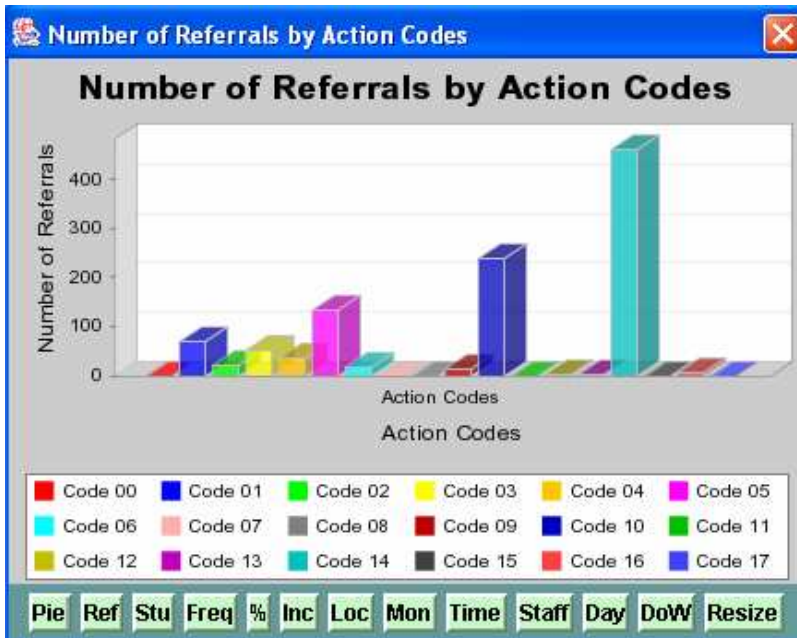 Number of Referrals by Action Codes
Number of Referrals by Action Codes
Number of Referrals
400
300
200
100
0
Action Codes
Action Codes
Code 00 Code 01 Code 02 Code 03 Code 04 Code 05
Code 06 Code 07 Code 08 Code 09 Code 10 Code 11
Code 12 Code 13 Code 14 Code 15 Code 16 Code 17
Pie Ref Stu Freq % Inc Loc Mon Time Staff Day DoW Resize